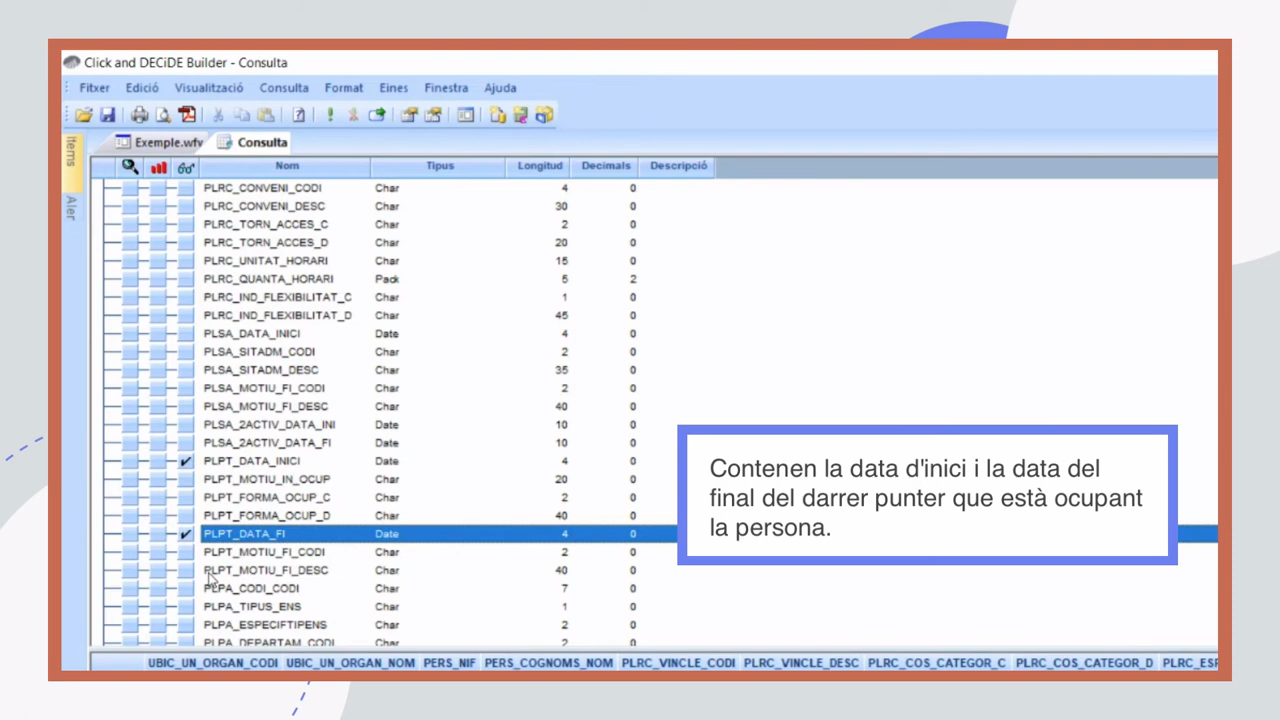 Click and DECiDE Builder - Consulta
Fitxer Edició Visualització Consulta Format Eines Finestra Ajuda
Exemple.wfv Consulta
Items
Aler
Nom Tipus Longitud Decimals Descripció
PLRC_CONVENI_CODI Char 4 0
PLRC_CONVENI_DESC Char 30 0
PLRC_TORN_ACCES_C Char 2 0
PLRC_TORN_ACCES_D Char 20 0
PLRC_UNITAT_HORARI Char 15 0
PLRC_QUANTA_HORARI Pack 5 2
PLRC_IND_FLEXIBILITAT_C Char 1 0
PLRC_IND_FLEXIBILITAT_D Char 45 0
PLSA_DATA_INICI Date 4 0
PLSA_SITADM_CODI Char 2 0
PLSA_SITADM_DESC Char 35 0
PLSA_MOTIU_FI_CODI Char 2 0
PLSA_MOTIU_FI_DESC Char 40 0
PLSA_2ACTIV_DATA_INI Date 10 0
PLSA_2ACTIV_DATA_FI Date 10 0
PLPT_DATA_INICI Date 4 0
PLPT_MOTIU_IN_OCUP Char 20 0
PLPT_FORMA_OCUP_C Char 2 0
PLPT_FORMA_OCUP_D Char 40 0
PLPT_DATA_FI Date 4 0
PLPT_MOTIU_FI_CODI Char 2 0
PLPT_MOTIU_FI_DESC Char 40 0
PLPA_CODI_CODI Char 7 0
PLPA_TIPUS_ENS Char 1 0
PLPA_ESPECIFTIPENS Char 2 0
PLPA_DEPARTAM_CODI Char 2 0
Contenen la data d'inici i la data del
final del darrer punter que està ocupant
la persona.
UBIC_UN_ORGAN_CODI UBIC_UN_ORGAN_NOM PERS_NIF PERS_COGNOMS_NOM PLRC_VINCLE_CODI PLRC_VINCLE_DESC PLRC_COS_CATEGOR_C PLRC_COS_CATEGOR_D PLRC_ESP